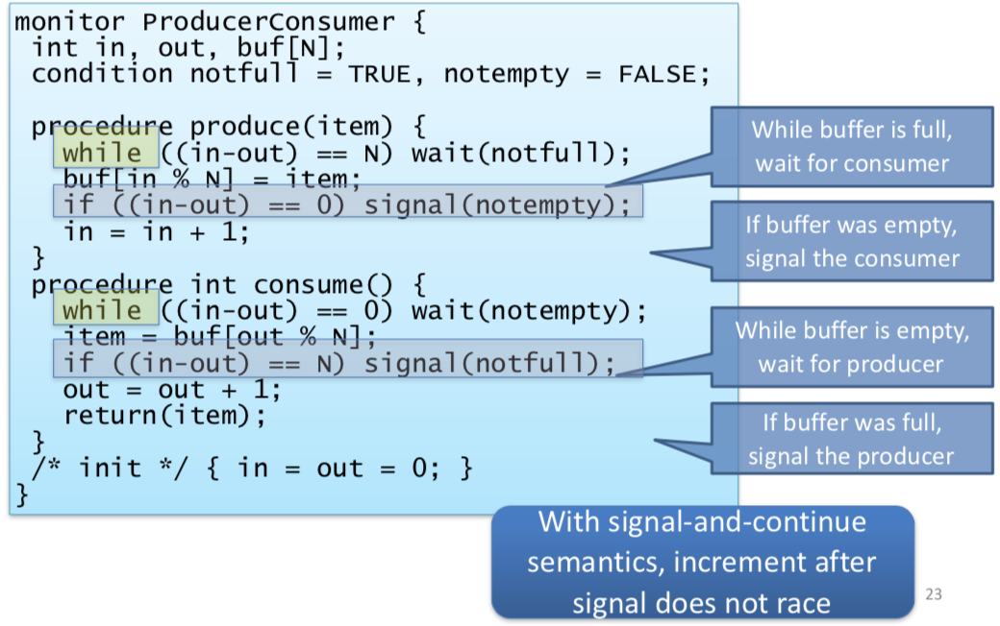 monitor ProducerConsumer {
int in, out, buf[N];
condition notfull = TRUE, notempty = FALSE;
procedure produce(item) {
while ((in-out) == N) wait(notfull);
buf[in % N] = item;
if ((in-out) == 0) signal(notempty);
in = in + 1;
}
procedure int consume() {
while ((in-out) == 0) wait(notempty);
item = buf[out % N];
if ((in-out) == N) signal(notfull);
out = out + 1;
return(item);
}
/* init */ { in = out = 0; }
}
While buffer is full,
wait for consumer
If buffer was empty,
signal the consumer
While buffer is empty,
wait for producer
If buffer was full,
signal the producer
With signal-and-continue
semantics, increment after
signal does not race
23